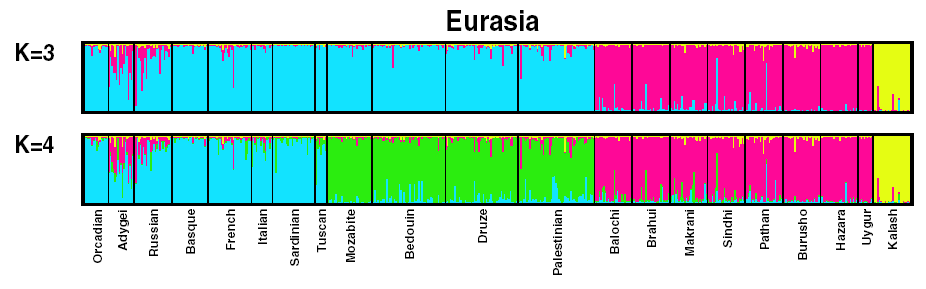 Eurasia
K=3
K=4
Orcadian
Adygei
Russian
Basque
French
Italian
Sardinian
Tuscan
Mozabite
Bedouin
Druze
Palestinian
Balochi
Brahui
Makrani
Sindhi
Pathan
Burusho
Hazara
Uygur
Kalash